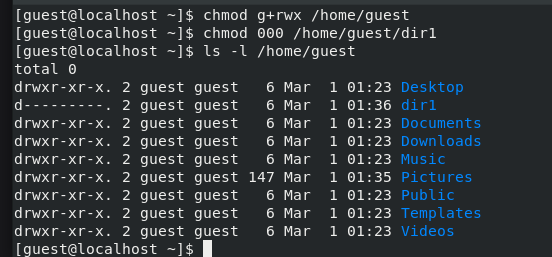 [guest@localhost ~]$ chmod g+rwx /home/guest
[guest@localhost ~]$ chmod 000 /home/guest/dir1
[guest@localhost ~]$ ls -l /home/guest
total 0
drwxr-xr-x. 2 guest guest   6 Mar  1 01:23 Desktop
d---------. 2 guest guest   6 Mar  1 01:36 dir1
drwxr-xr-x. 2 guest guest   6 Mar  1 01:23 Documents
drwxr-xr-x. 2 guest guest   6 Mar  1 01:23 Downloads
drwxr-xr-x. 2 guest guest   6 Mar  1 01:23 Music
drwxr-xr-x. 2 guest guest 147 Mar  1 01:35 Pictures
drwxr-xr-x. 2 guest guest   6 Mar  1 01:23 Public
drwxr-xr-x. 2 guest guest   6 Mar  1 01:23 Templates
drwxr-xr-x. 2 guest guest   6 Mar  1 01:23 Videos
[guest@localhost ~]$